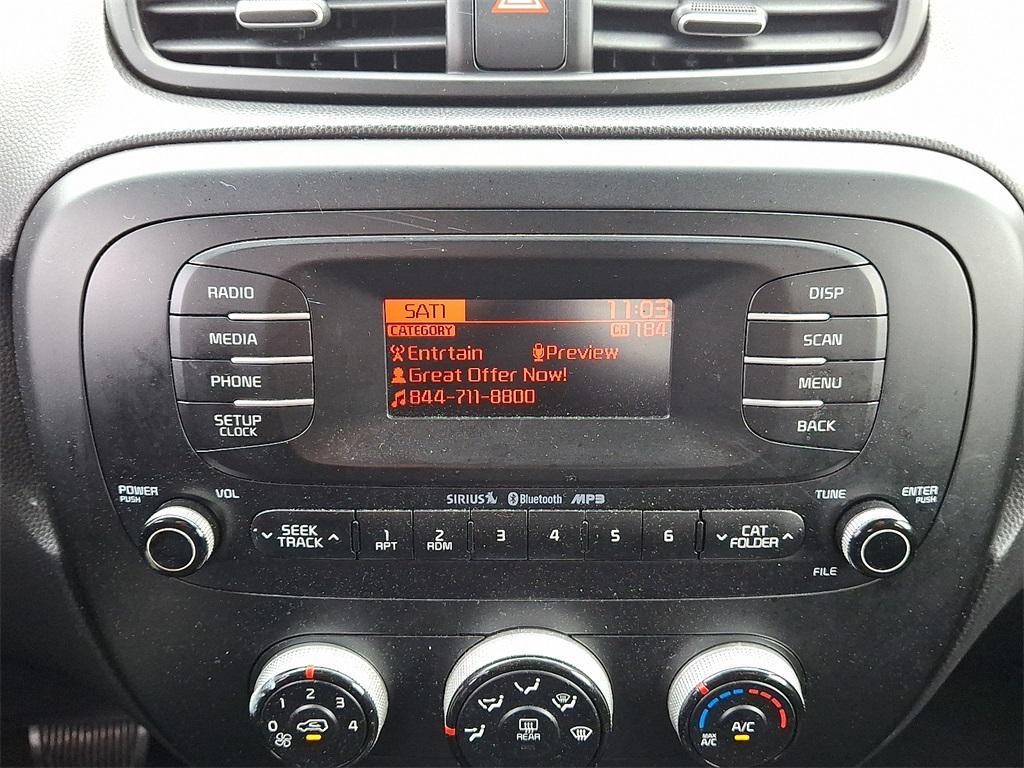 RADIO
MEDIA
PHONE
SETUP
CLOCK
SAT1 11:03
CATEGORY CH 184
Entrtain Preview
Great Offer Now!
844-711-8800
DISP
SCAN
MENU
BACK
POWER
PUSH
VOL
SIRIUS Bluetooth MP3
TUNE
ENTER
PUSH
SEEK
TRACK
1
RPT
2
RDM
3
4
5
6
CAT
FOLDER
FILE
0 1 2 3 4
REAR
A/C
MAX
A/C